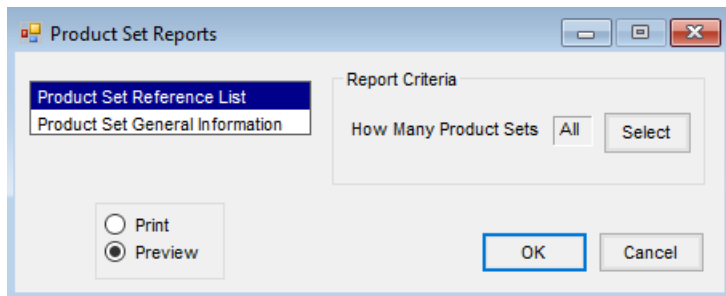 Product Set Reports
Product Set Reference List
Product Set General Information
Report Criteria
How Many Product Sets All Select
Print
Preview
OK Cancel